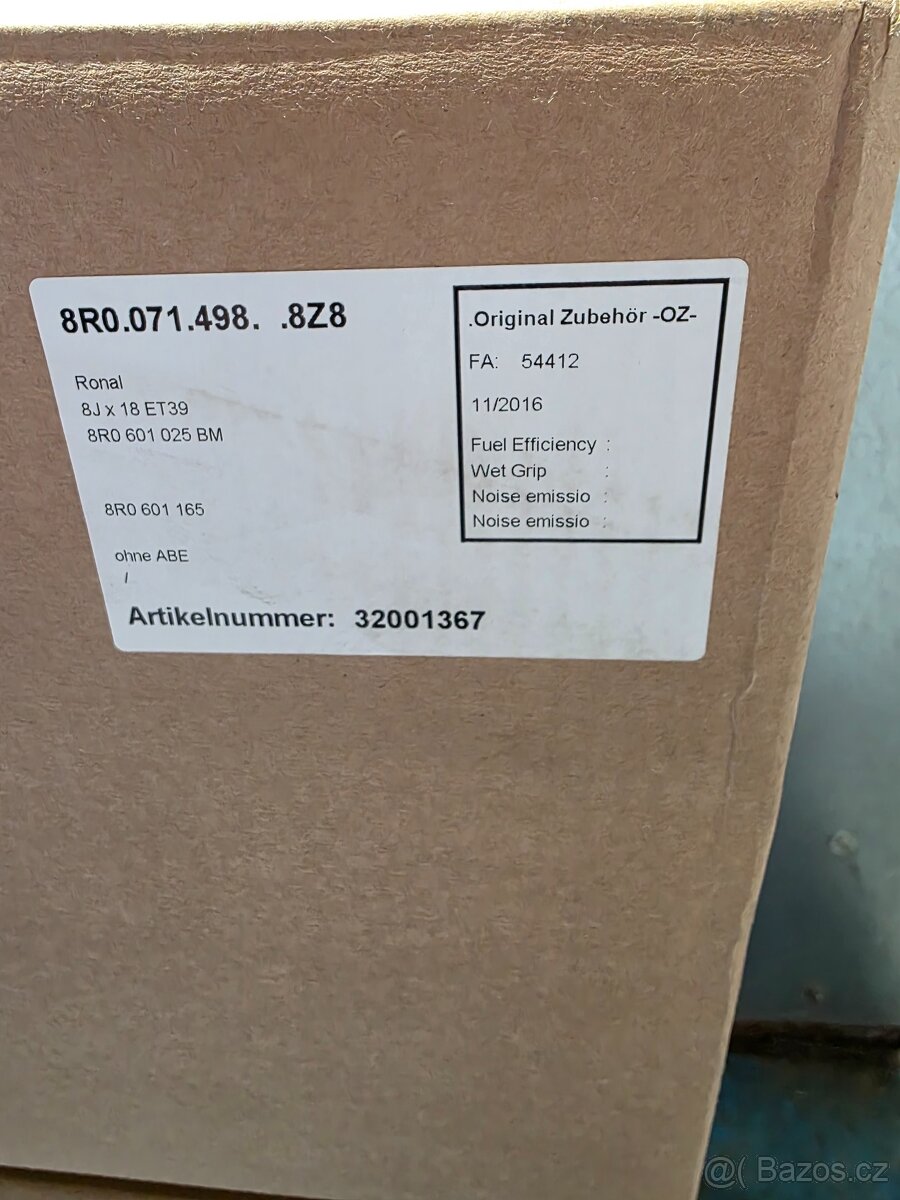 8R0.071.498. .8Z8
Ronal
8J x 18 ET39
8R0 601 025 BM
8R0 601 165
ohne ABE
/
Artikelnummer: 32001367
.Original Zubehör -OZ-
FA: 54412
11/2016
Fuel Efficiency :
Wet Grip :
Noise emissio :
Noise emissio :
@( Bazos.cz